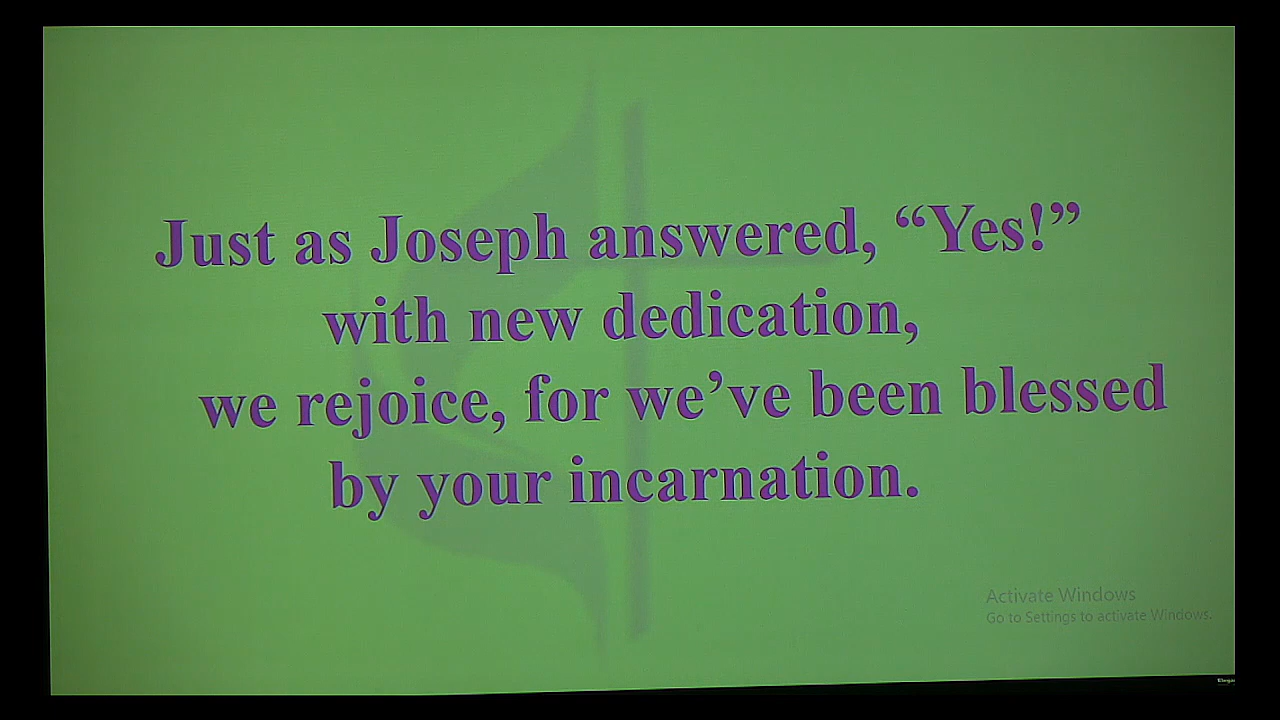 Just as Joseph answered, “Yes!”
with new dedication,
we rejoice, for we’ve been blessed
by your incarnation.
Activate Windows
Go to Settings to activate Windows.